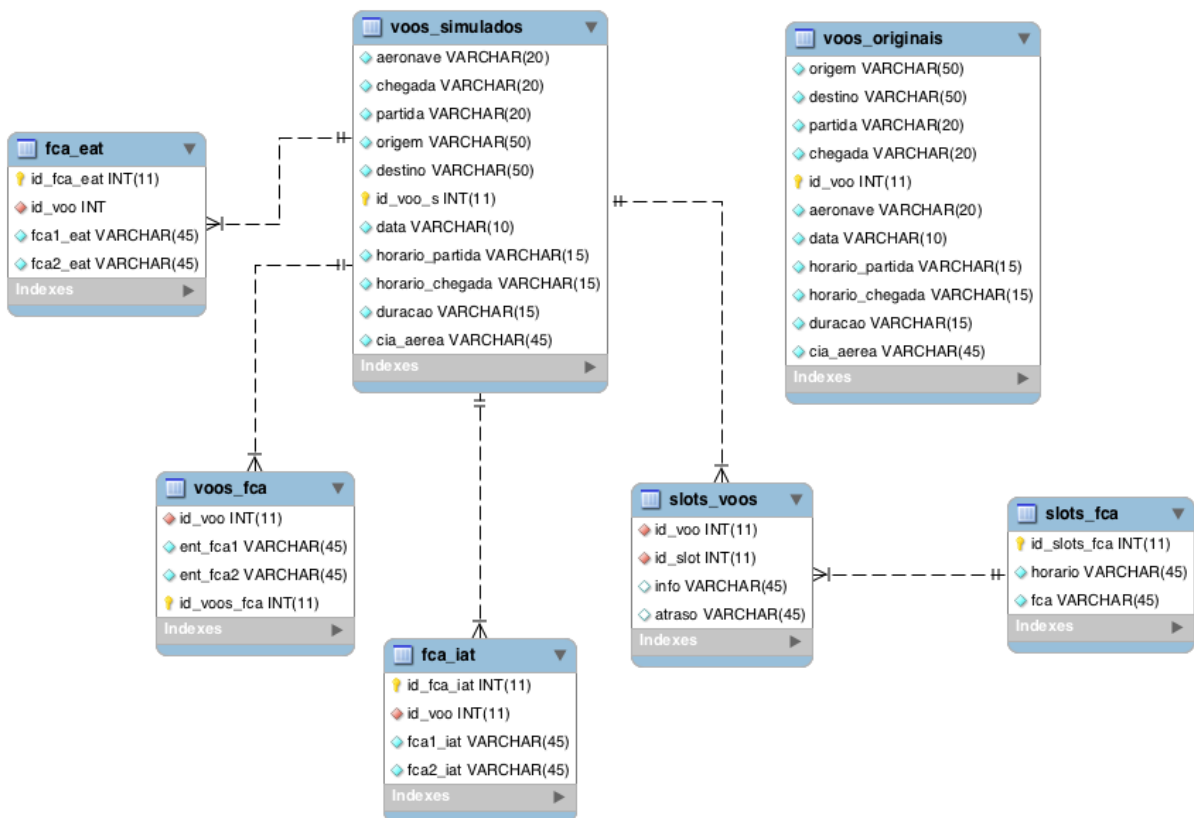 voos_simulados
aeronave VARCHAR(20)
chegada VARCHAR(20)
partida VARCHAR(20)
origem VARCHAR(50)
destino VARCHAR(50)
id_voo_s INT(11)
data VARCHAR(10)
horario_partida VARCHAR(15)
horario_chegada VARCHAR(15)
duracao VARCHAR(15)
cia_aerea VARCHAR(45)
Indexes
voos_originais
origem VARCHAR(50)
destino VARCHAR(50)
partida VARCHAR(20)
chegada VARCHAR(20)
id_voo INT(11)
aeronave VARCHAR(20)
data VARCHAR(10)
horario_partida VARCHAR(15)
horario_chegada VARCHAR(15)
duracao VARCHAR(15)
cia_aerea VARCHAR(45)
Indexes
fca_eat
id_fca_eat INT(11)
id_voo INT
fca1_eat VARCHAR(45)
fca2_eat VARCHAR(45)
Indexes
voos_fca
id_voo INT(11)
ent_fca1 VARCHAR(45)
ent_fca2 VARCHAR(45)
id_voos_fca INT(11)
Indexes
slots_voos
id_voo INT(11)
id_slot INT(11)
info VARCHAR(45)
atraso VARCHAR(45)
Indexes
slots_fca
id_slots_fca INT(11)
horario VARCHAR(45)
fca VARCHAR(45)
Indexes
fca_iat
id_fca_iat INT(11)
id_voo INT(11)
fca1_iat VARCHAR(45)
fca2_iat VARCHAR(45)
Indexes